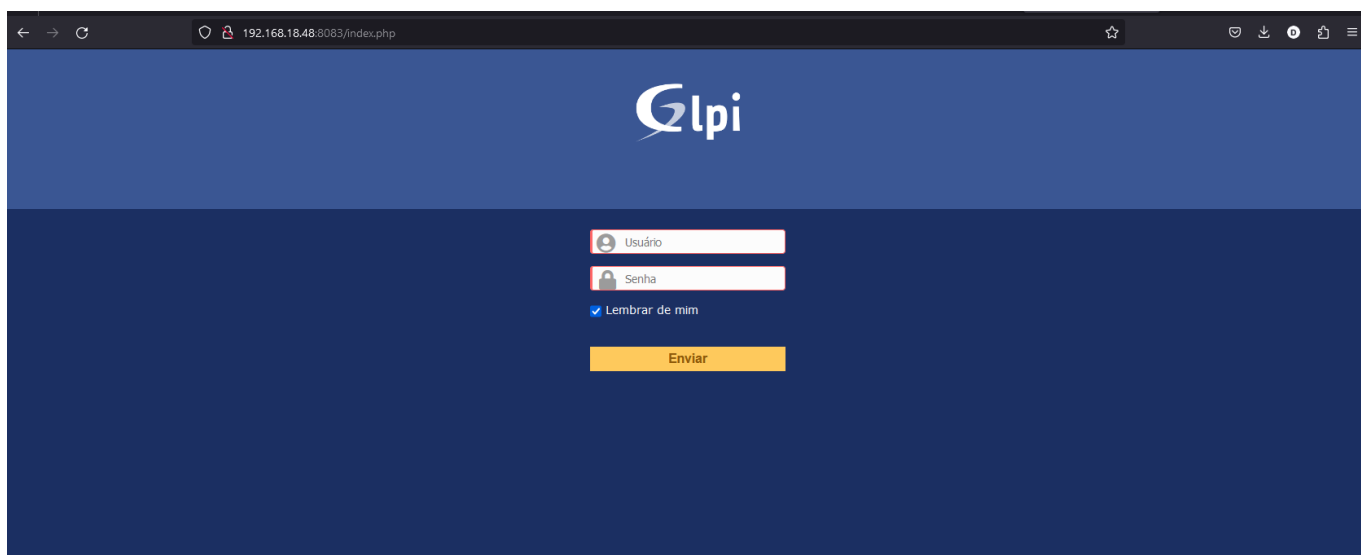 192.168.18.48:8083/index.php
Glpi
Usuário
Senha
Lembrar de mim
Enviar